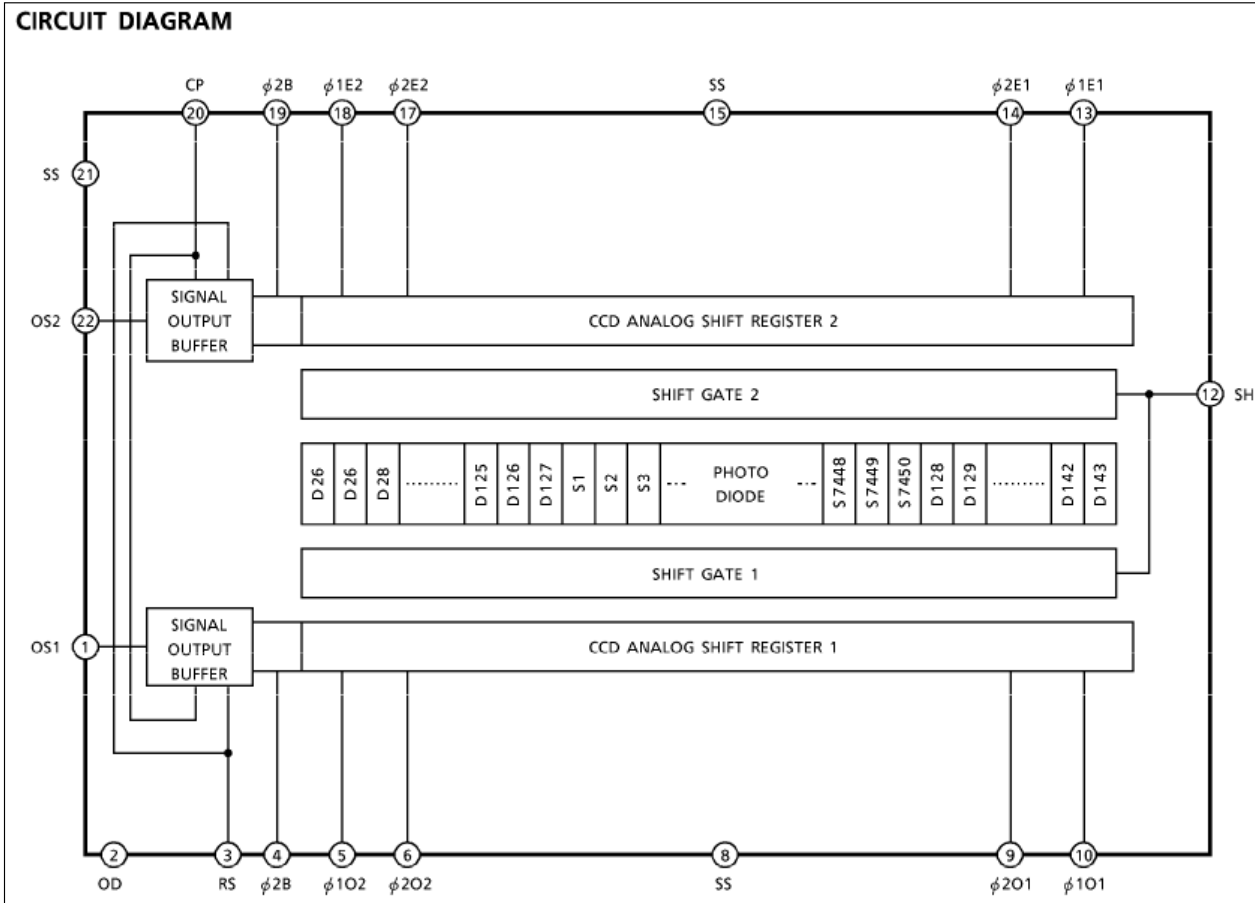 CIRCUIT DIAGRAM
CP φ2B φ1E2 φ2E2 SS φ2E1 φ1E1
20 19 18 17 15 14 13
SS 21
SIGNAL OUTPUT BUFFER
OS2 22
CCD ANALOG SHIFT REGISTER 2
SHIFT GATE 2
12 SH
D26 D26 D28 ········· D125 D126 D127 S1 S2 S3 -·- PHOTO DIODE -·- S7448 S7449 S7450 D128 D129 ········· D142 D143
SHIFT GATE 1
SIGNAL OUTPUT BUFFER
OS1 1
CCD ANALOG SHIFT REGISTER 1
2 3 4 5 6 8 9 10
OD RS φ2B φ1O2 φ2O2 SS φ2O1 φ1O1